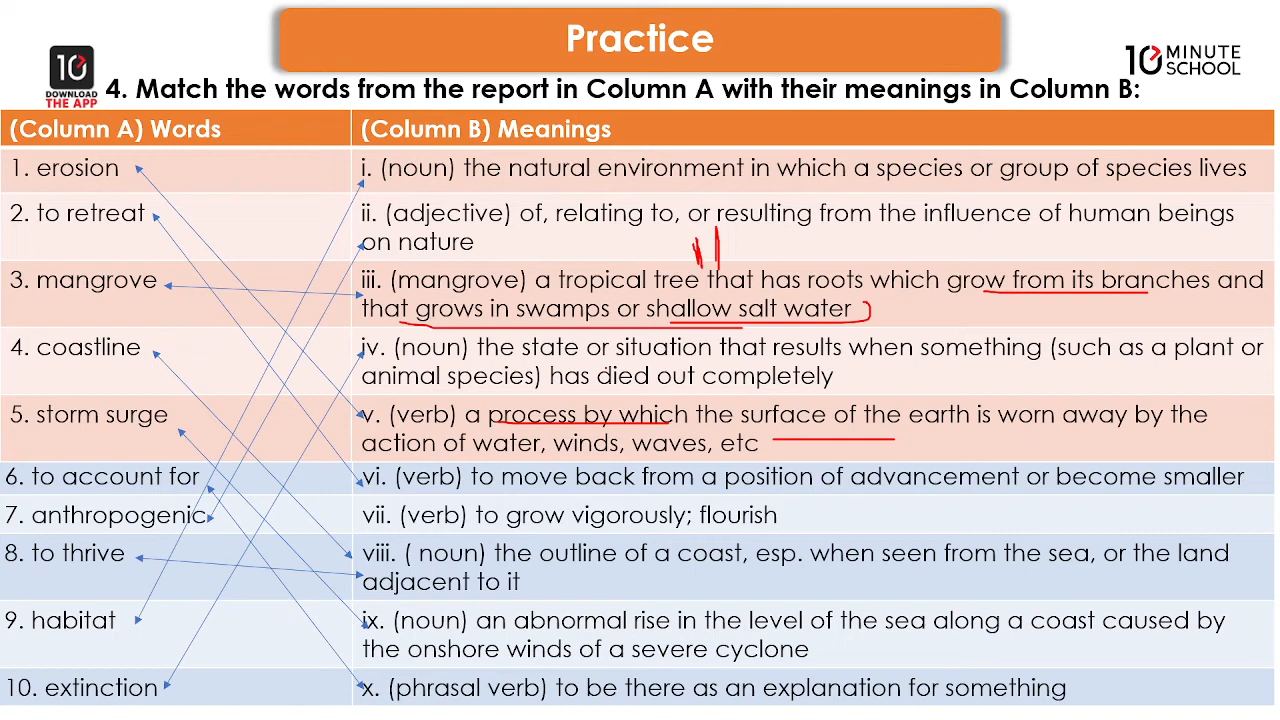 Practice
10
DOWNLOAD
THE APP
10 MINUTE
SCHOOL
4. Match the words from the report in Column A with their meanings in Column B:
(Column A) Words
(Column B) Meanings
1. erosion
i. (noun) the natural environment in which a species or group of species lives
2. to retreat
ii. (adjective) of, relating to, or resulting from the influence of human beings
on nature
3. mangrove
iii. (mangrove) a tropical tree that has roots which grow from its branches and
that grows in swamps or shallow salt water
4. coastline
iv. (noun) the state or situation that results when something (such as a plant or
animal species) has died out completely
5. storm surge
v. (verb) a process by which the surface of the earth is worn away by the
action of water, winds, waves, etc
6. to account for
vi. (verb) to move back from a position of advancement or become smaller
7. anthropogenic
vii. (verb) to grow vigorously; flourish
8. to thrive
viii. ( noun) the outline of a coast, esp. when seen from the sea, or the land
adjacent to it
9. habitat
ix. (noun) an abnormal rise in the level of the sea along a coast caused by
the onshore winds of a severe cyclone
10. extinction
x. (phrasal verb) to be there as an explanation for something